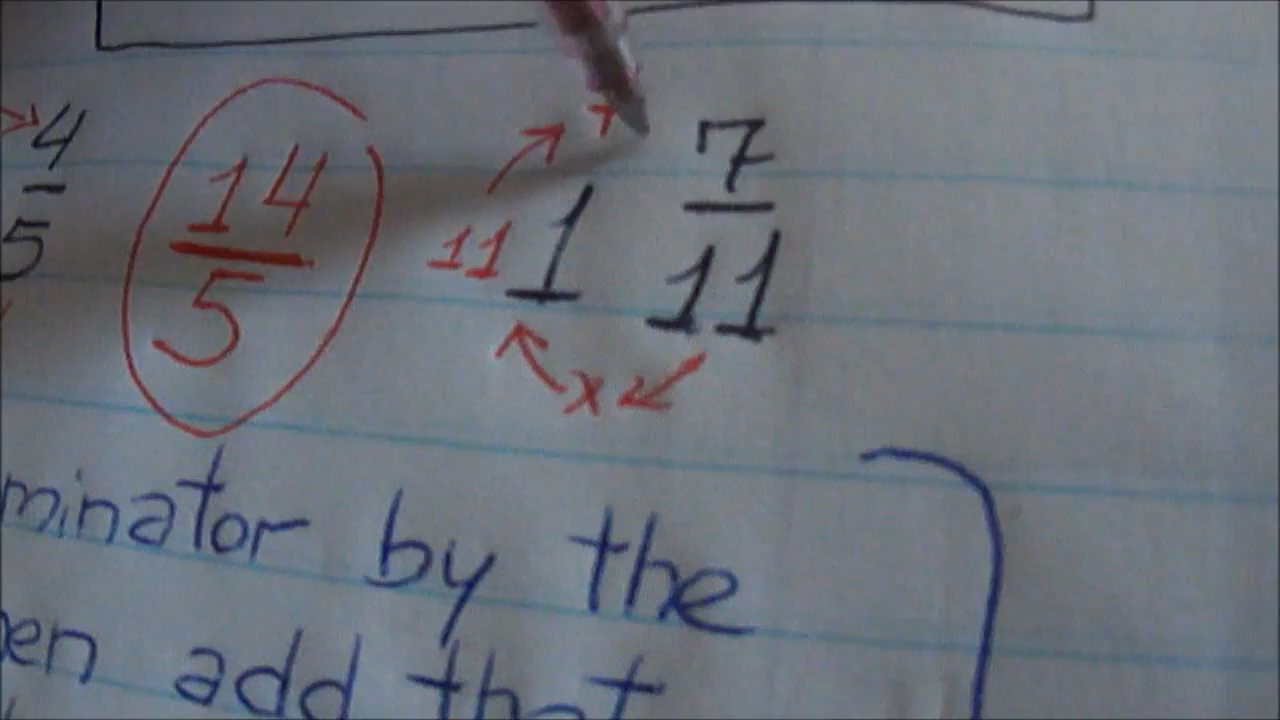 4 14 7
5 5 11 1 11
x
minator by the
en add that